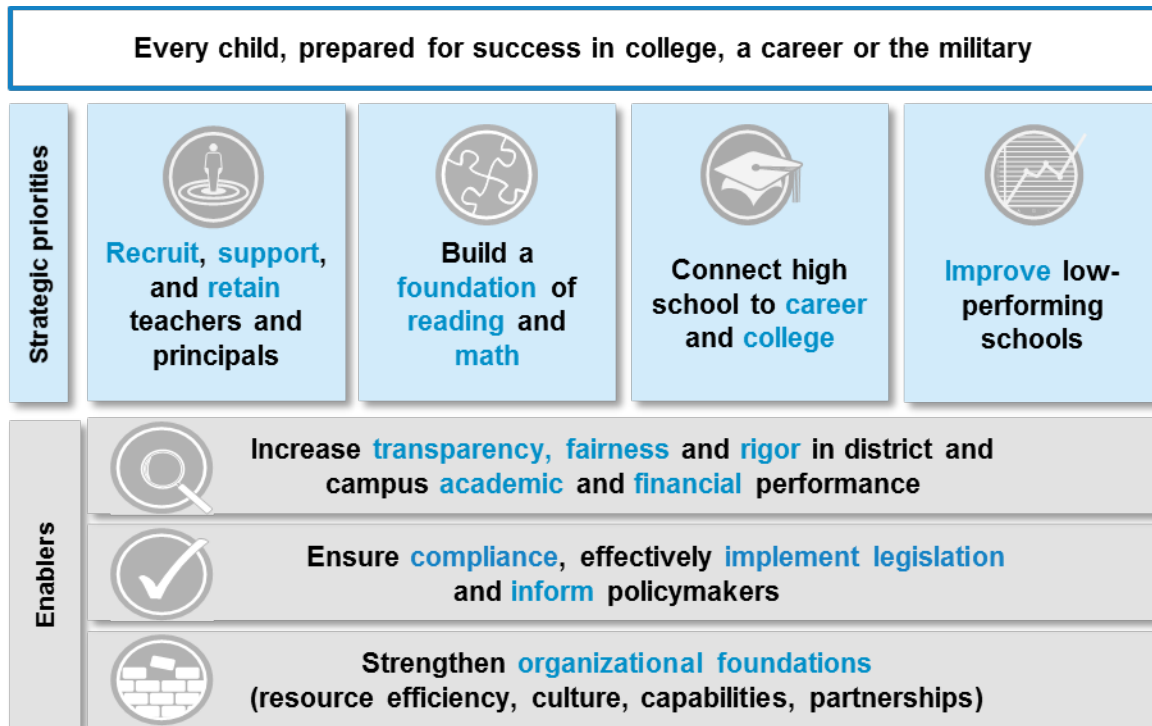 Every child, prepared for success in college, a career or the military
Strategic priorities
Recruit, support,
and retain
teachers and
principals
Build a
foundation of
reading and
math
Connect high
school to career
and college
Improve low-
performing
schools
Enablers
Increase transparency, fairness and rigor in district and
campus academic and financial performance
Ensure compliance, effectively implement legislation
and inform policymakers
Strengthen organizational foundations
(resource efficiency, culture, capabilities, partnerships)